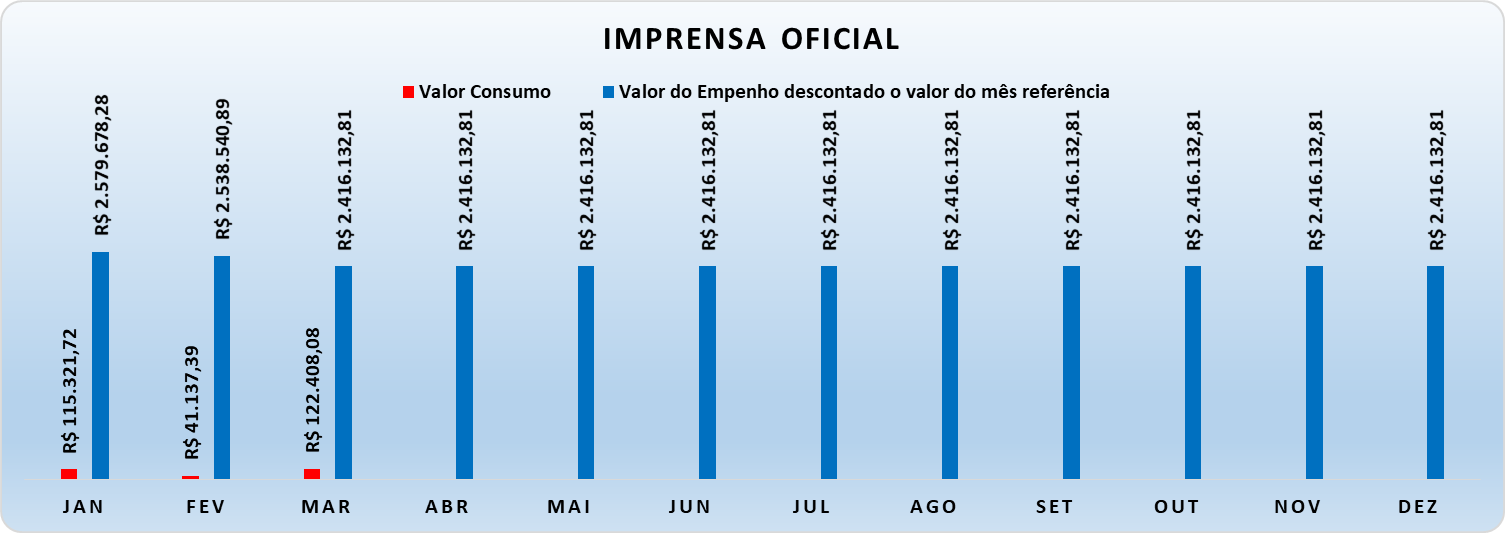 IMPRENSA OFICIAL
Valor Consumo
Valor do Empenho descontado o valor do mês referência
R$ 115.321,72
R$ 2.579.678,28
R$ 41.137,39
R$ 2.538.540,89
R$ 122.408,08
R$ 2.416.132,81
R$ 2.416.132,81
R$ 2.416.132,81
R$ 2.416.132,81
R$ 2.416.132,81
R$ 2.416.132,81
R$ 2.416.132,81
R$ 2.416.132,81
R$ 2.416.132,81
R$ 2.416.132,81
JAN
FEV
MAR
ABR
MAI
JUN
JUL
AGO
SET
OUT
NOV
DEZ